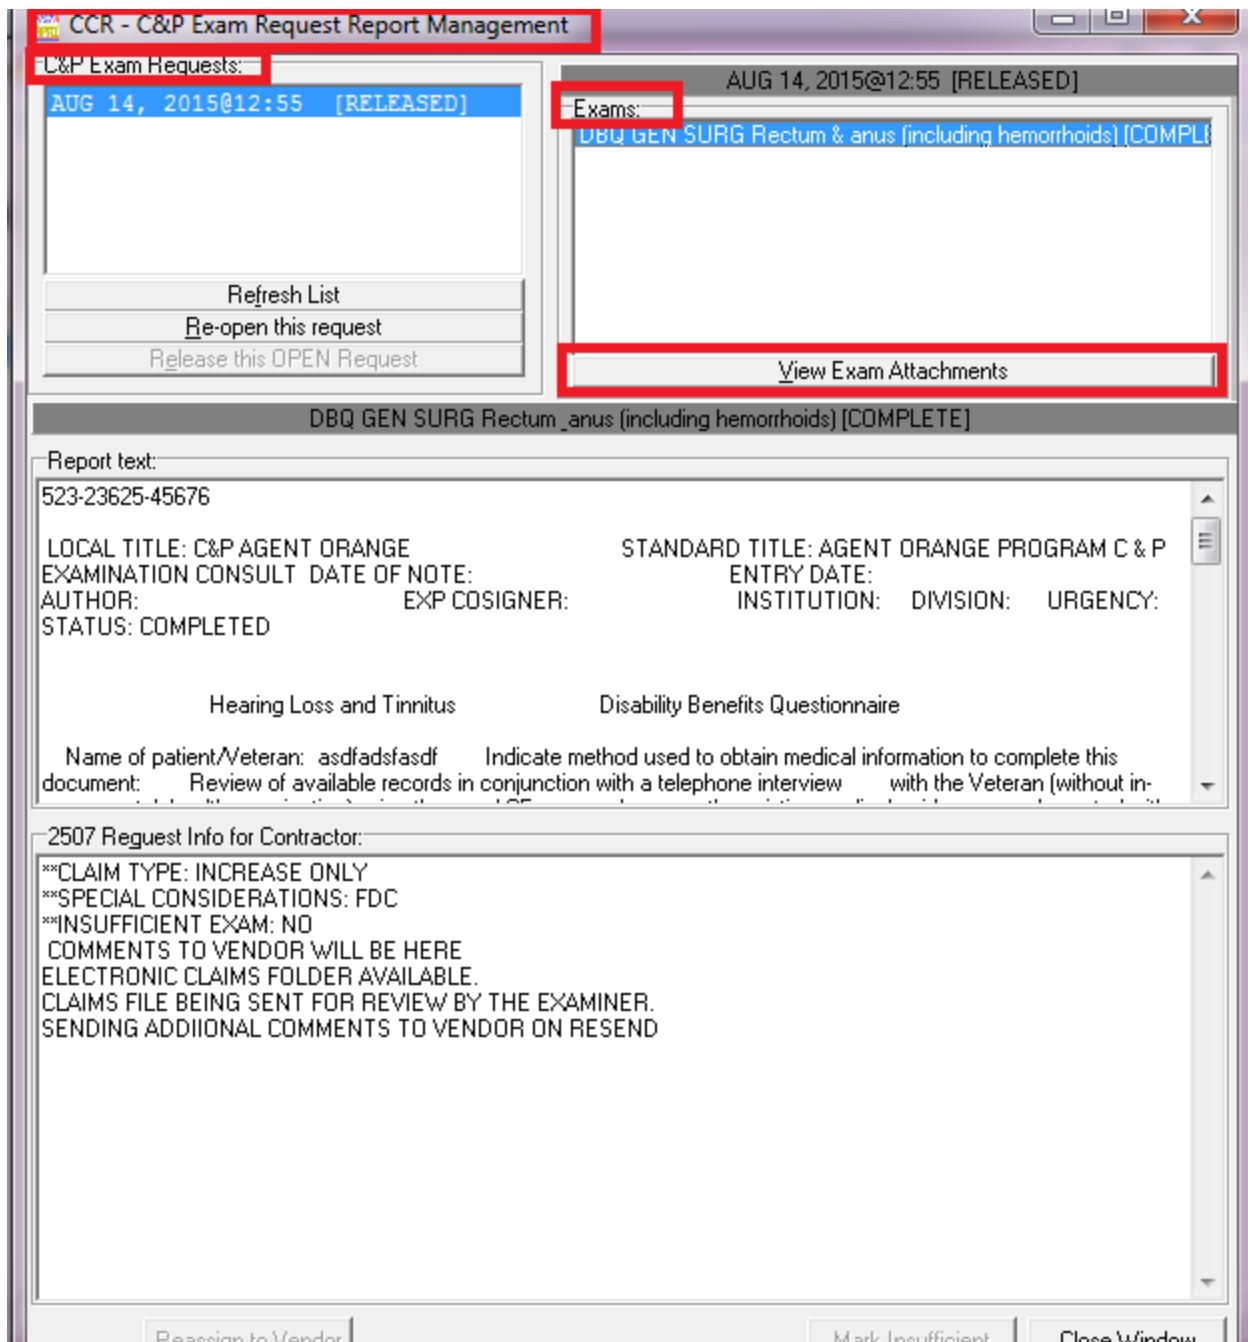 CCR - C&P Exam Request Report Management
C&P Exam Requests:
AUG 14, 2015@12:55 [RELEASED]
Refresh List
Re-open this request
Release this OPEN Request
AUG 14, 2015@12:55 [RELEASED]
Exams:
DBQ GEN SURG Rectum & anus (including hemorrhoids) [COMPLE
View Exam Attachments
DBQ GEN SURG Rectum _anus (including hemorrhoids) [COMPLETE]
Report text:
523-23625-45676
LOCAL TITLE: C&P AGENT ORANGE STANDARD TITLE: AGENT ORANGE PROGRAM C & P
EXAMINATION CONSULT DATE OF NOTE: ENTRY DATE:
AUTHOR: EXP COSIGNER: INSTITUTION: DIVISION: URGENCY:
STATUS: COMPLETED
Hearing Loss and Tinnitus Disability Benefits Questionnaire
Name of patient/Veteran: asdfadsfasdf Indicate method used to obtain medical information to complete this
document: Review of available records in conjunction with a telephone interview with the Veteran (without in-
2507 Request Info for Contractor:
**CLAIM TYPE: INCREASE ONLY
**SPECIAL CONSIDERATIONS: FDC
**INSUFFICIENT EXAM: NO
COMMENTS TO VENDOR WILL BE HERE
ELECTRONIC CLAIMS FOLDER AVAILABLE.
CLAIMS FILE BEING SENT FOR REVIEW BY THE EXAMINER.
SENDING ADDIIONAL COMMENTS TO VENDOR ON RESEND
Reassign to Vendor
Mark Insufficient
Close Window